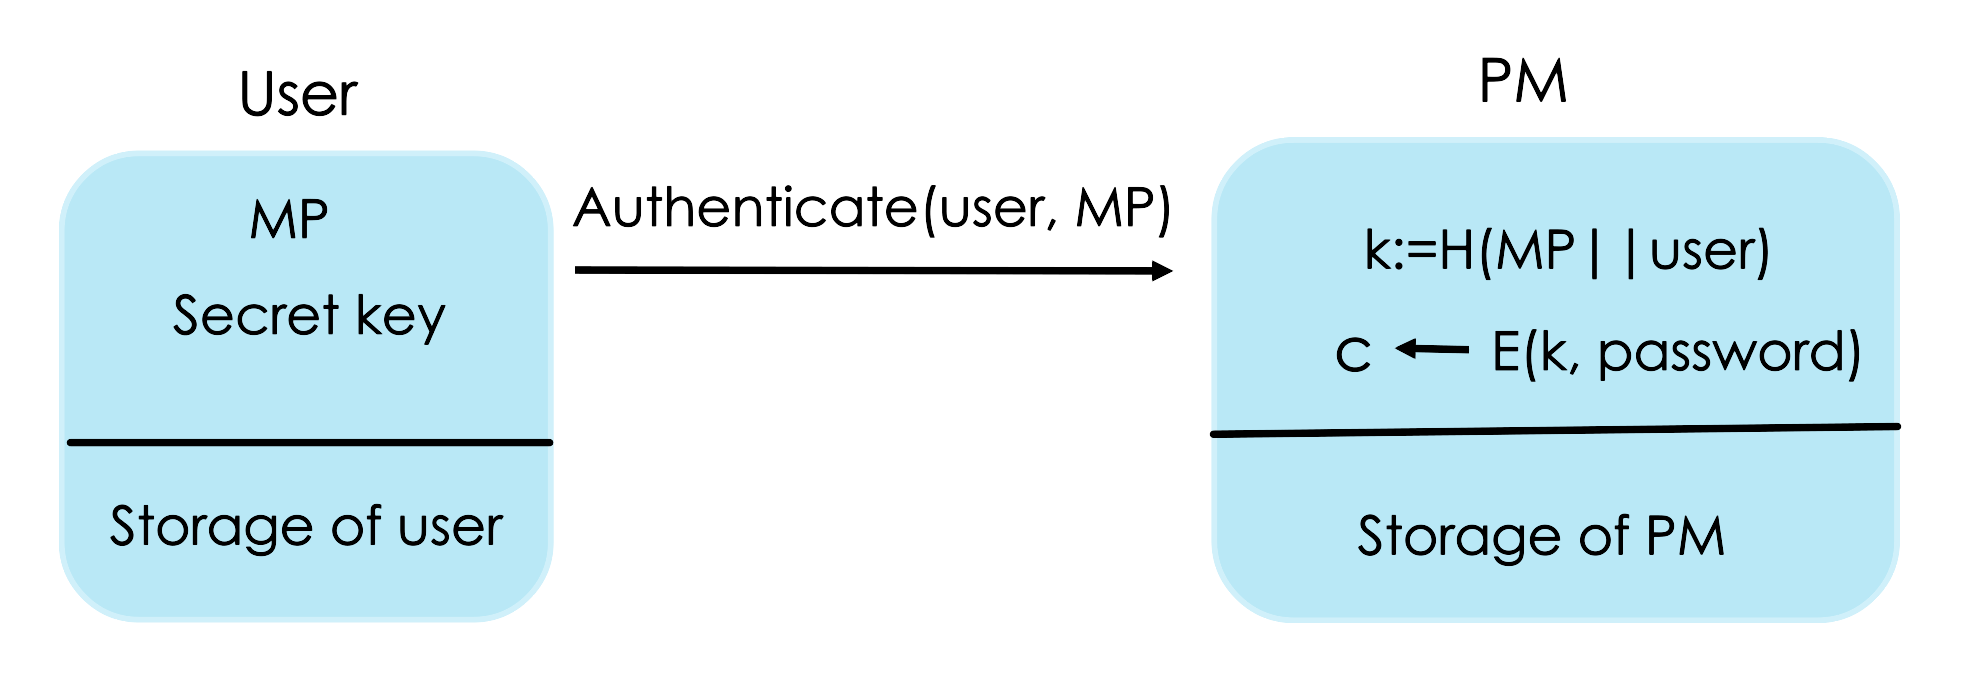 User
MP
Secret key
Storage of user
Authenticate(user, MP)
PM
k:=H(MP||user)
c ← E(k, password)
Storage of PM